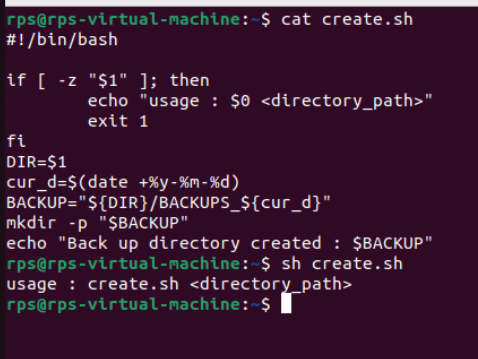 rps@rps-virtual-machine:~$ cat create.sh
#!/bin/bash

if [ -z "$1" ]; then
        echo "usage : $0 <directory_path>"
        exit 1
fi
DIR=$1
cur_d=$(date +%y-%m-%d)
BACKUP="${DIR}/BACKUPS_${cur_d}"
mkdir -p "$BACKUP"
echo "Back up directory created : $BACKUP"
rps@rps-virtual-machine:~$ sh create.sh
usage : create.sh <directory_path>
rps@rps-virtual-machine:~$